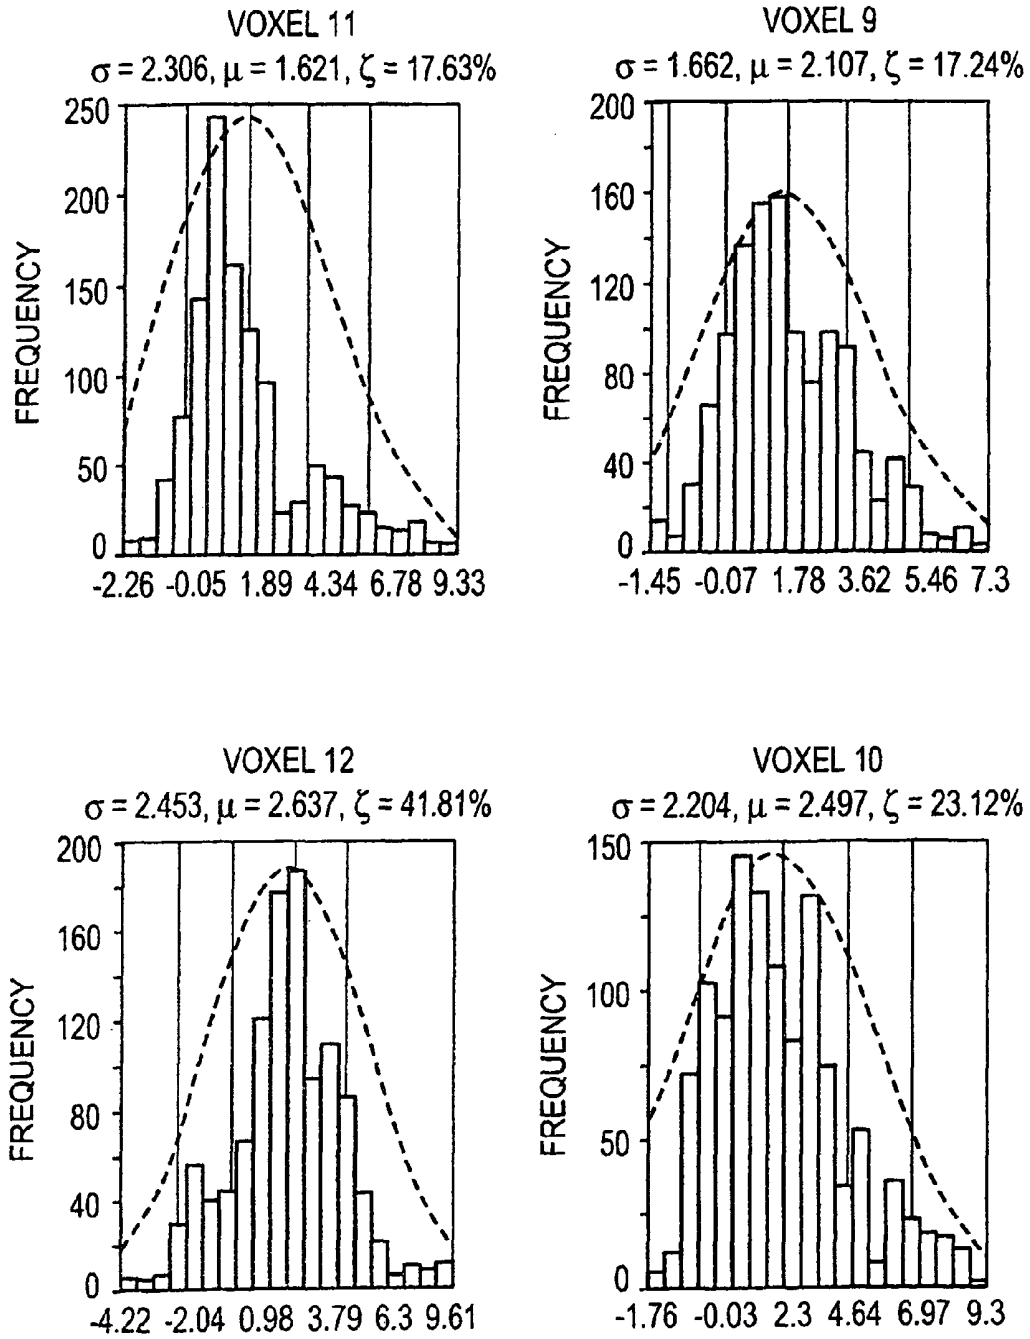 VOXEL 11
σ = 2.306, μ = 1.621, ζ = 17.63%
250
200
150
100
50
0
FREQUENCY
-2.26 -0.05 1.89 4.34 6.78 9.33
VOXEL 9
σ = 1.662, μ = 2.107, ζ = 17.24%
200
160
120
80
40
0
FREQUENCY
-1.45 -0.07 1.78 3.62 5.46 7.3
VOXEL 12
σ = 2.453, μ = 2.637, ζ = 41.81%
200
160
120
80
40
0
FREQUENCY
-4.22 -2.04 0.98 3.79 6.3 9.61
VOXEL 10
σ = 2.204, μ = 2.497, ζ = 23.12%
150
100
50
0
FREQUENCY
-1.76 -0.03 2.3 4.64 6.97 9.3